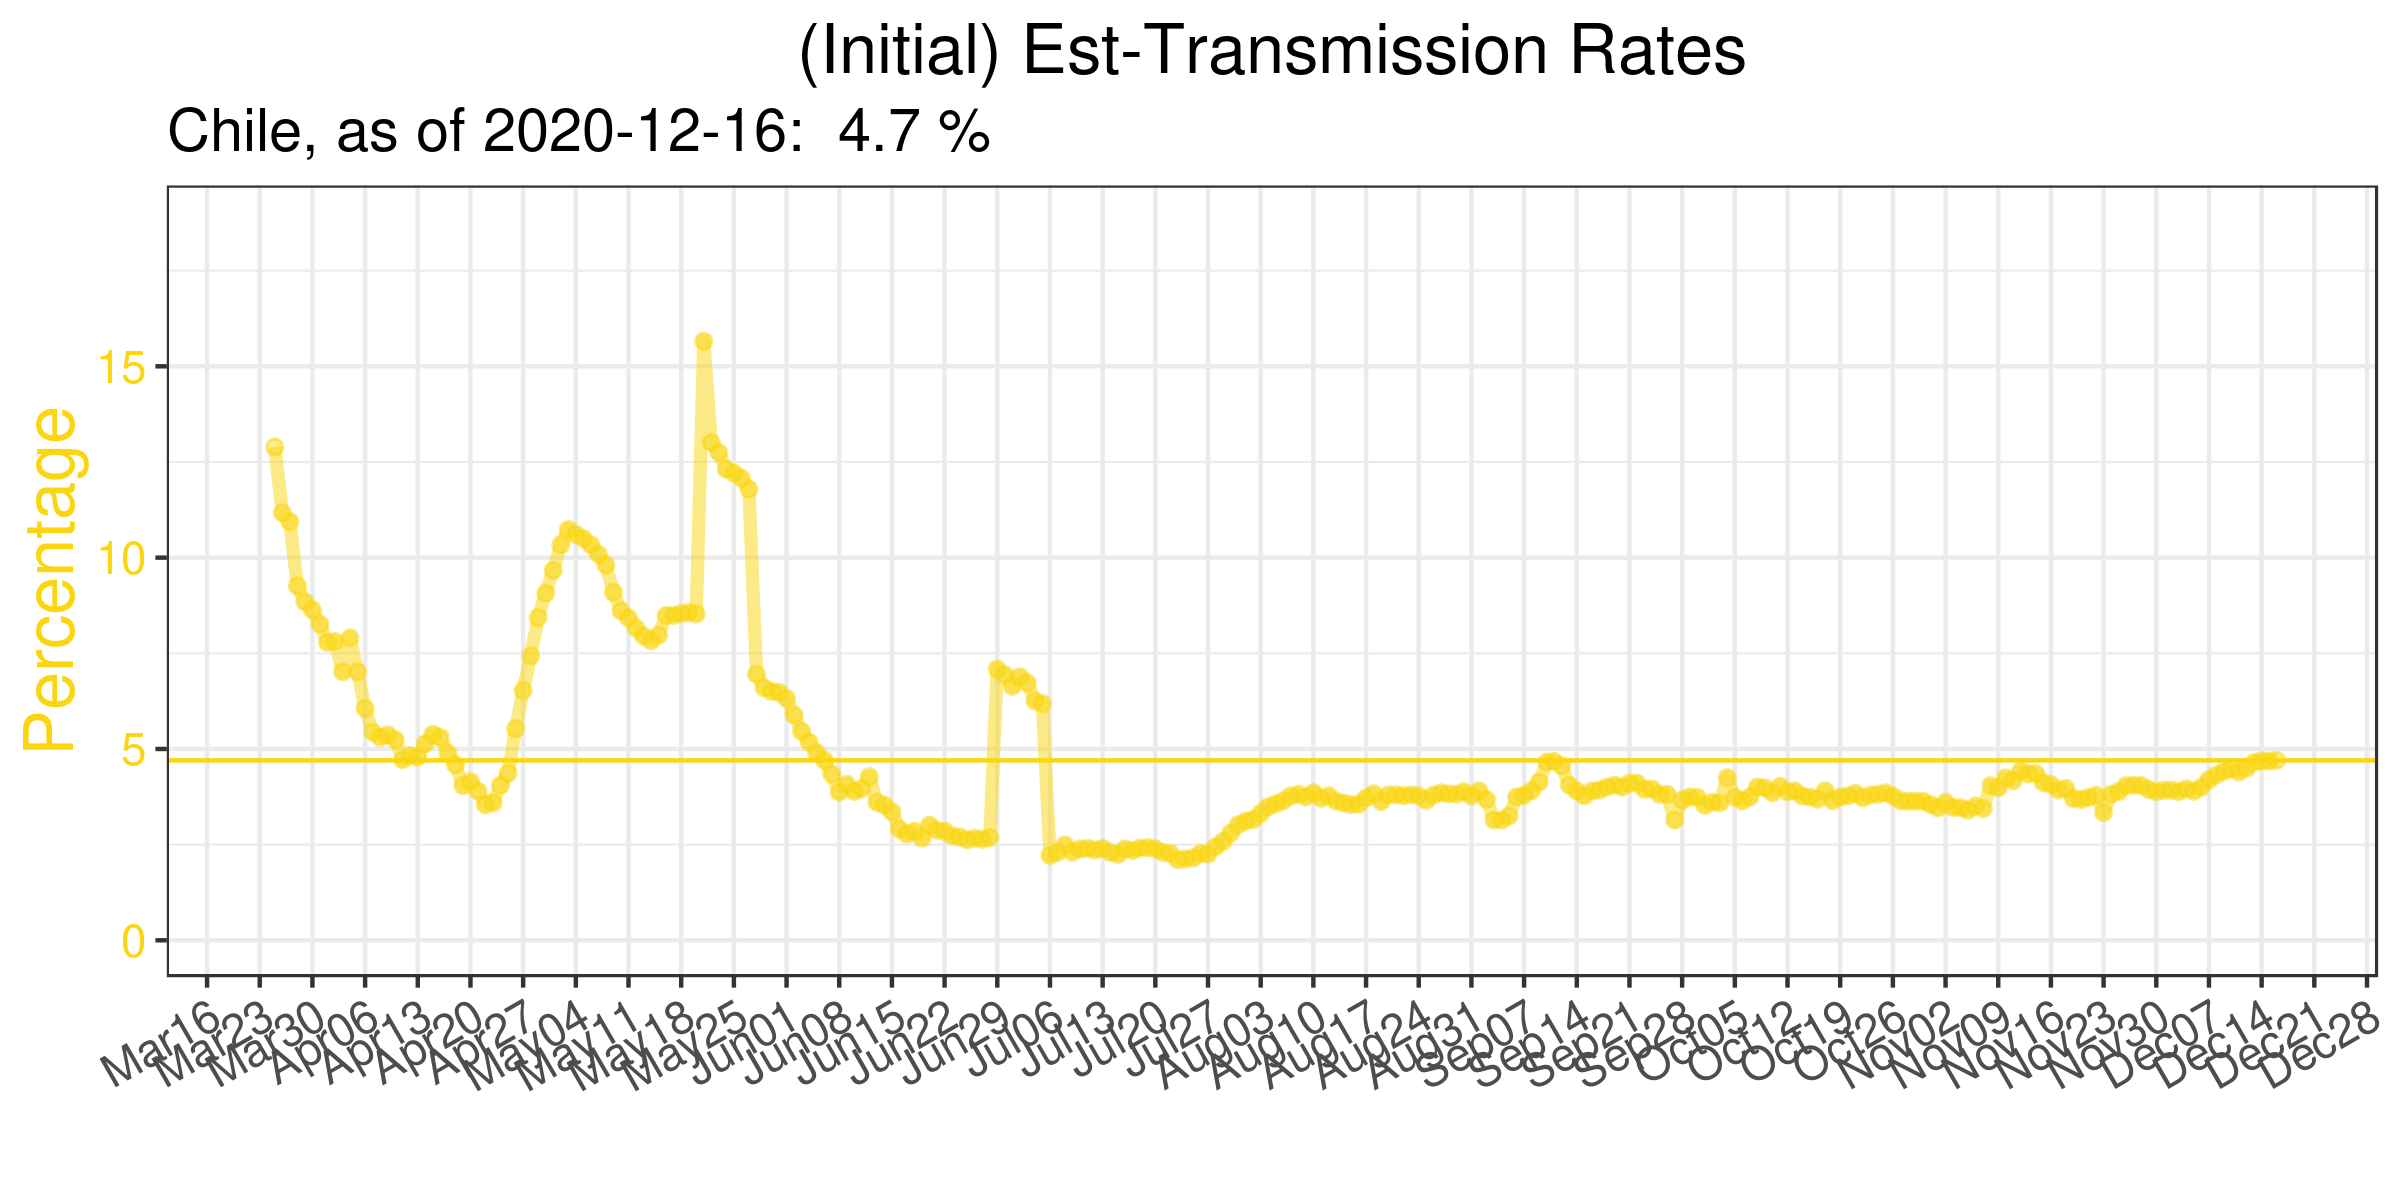 (Initial) Est-Transmission Rates
Chile, as of 2020-12-16:  4.7 %
Percentage
15
10
5
0
Mar16
Mar23
Mar30
Apr06
Apr13
Apr20
Apr27
May04
May11
May18
May25
Jun01
Jun08
Jun15
Jun22
Jun29
Jul06
Jul13
Jul20
Jul27
Aug03
Aug10
Aug17
Aug24
Aug31
Sep07
Sep14
Sep21
Sep28
Oct05
Oct12
Oct19
Oct26
Nov02
Nov09
Nov16
Nov23
Nov30
Dec07
Dec14
Dec21
Dec28